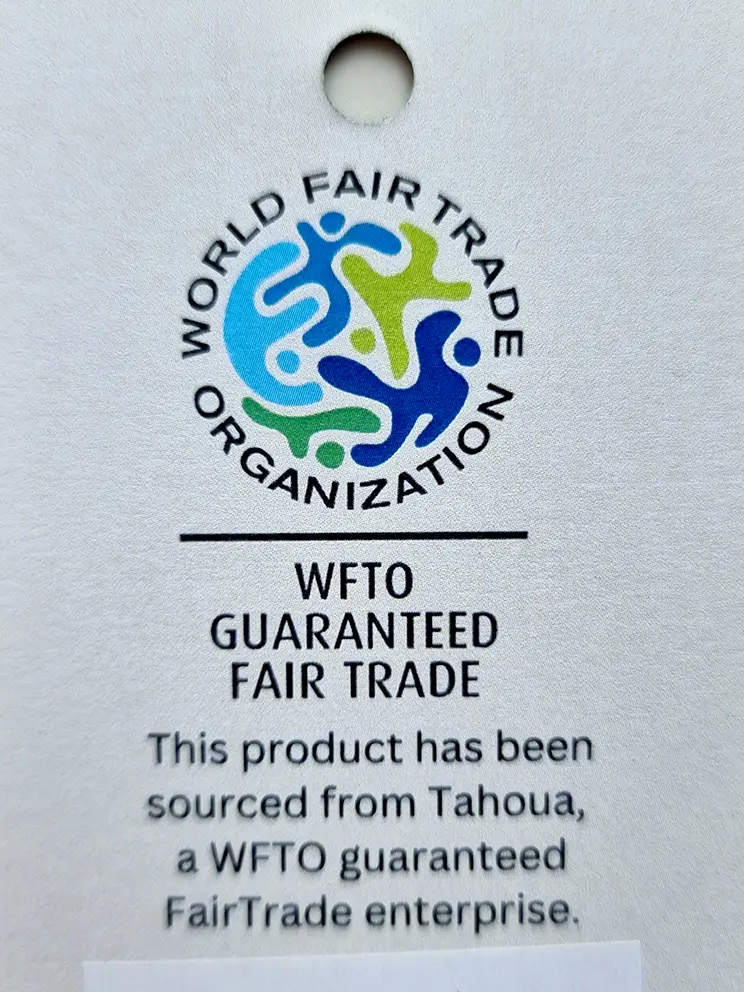 WORLD FAIR TRADE
ORGANIZATION
WFTO
GUARANTEED
FAIR TRADE
This product has been
sourced from Tahoua,
a WFTO guaranteed
FairTrade enterprise.